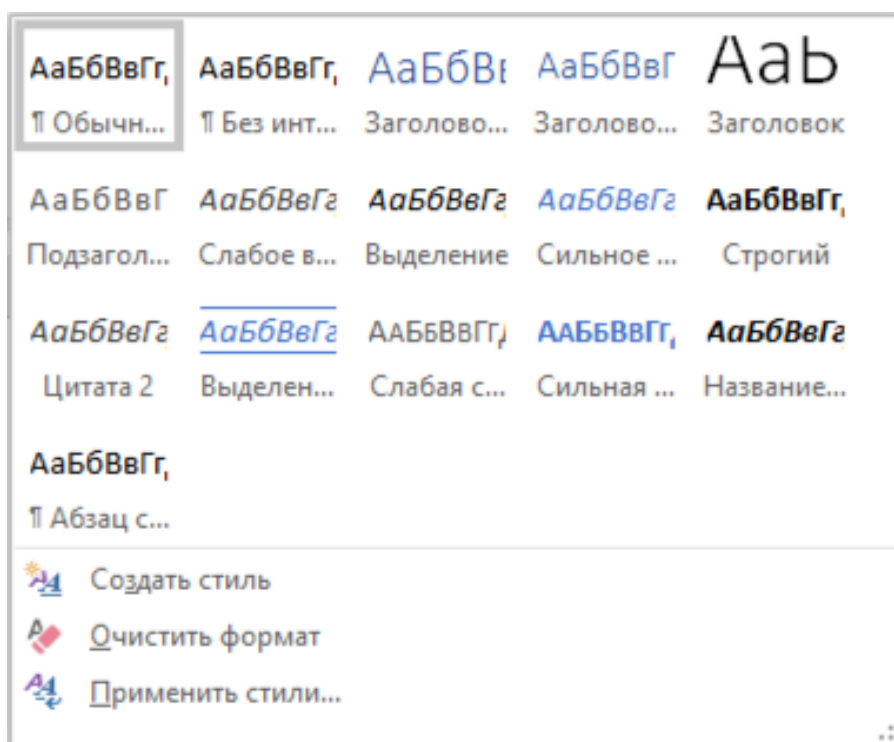 АаБбВвГг, АаБбВвГг, АаБбВв АаБбВвГ Ааb
¶ Обычн... ¶ Без инт... Заголово... Заголово... Заголовок
АаБбВвГ АаБбВвГг АаБбВвГг АаБбВвГг АаБбВвГг,
Подзагол... Слабое в... Выделение Сильное ... Строгий
АаБбВвГг АаБбВвГг АаБбВвГг, АаБбВвГг, АаБбВвГг
Цитата 2 Выделен... Слабая с... Сильная ... Название...
АаБбВвГг,
¶ Абзац с...
Создать стиль
Очистить формат
Применить стили...